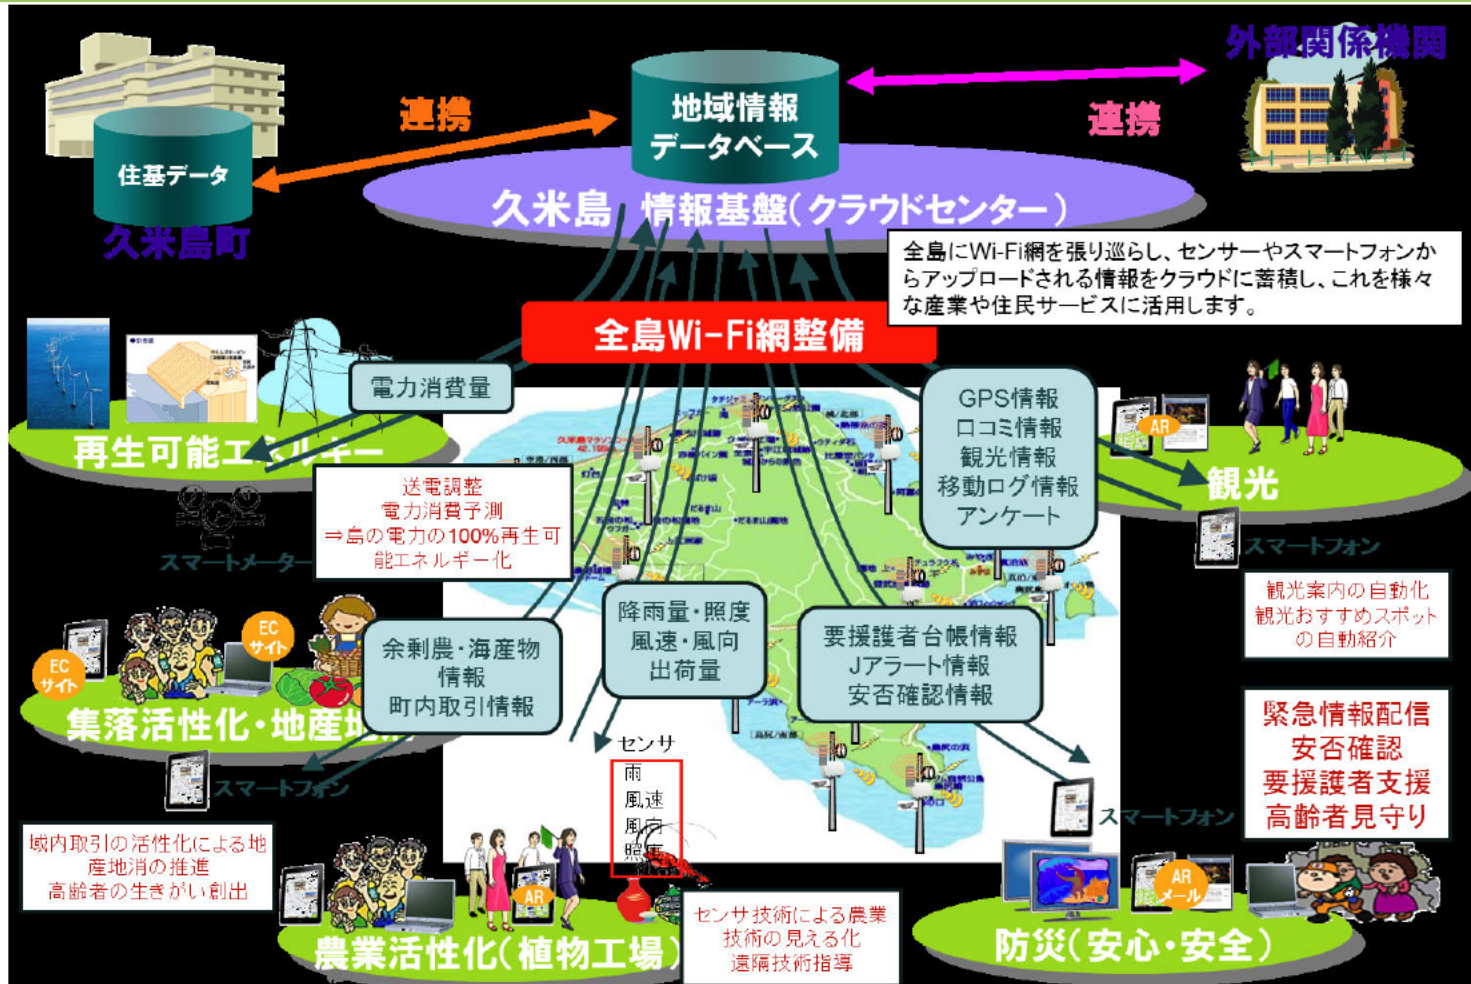 外部関係機関
連携
連携
地域情報
データベース
住基データ
久米島町
久米島 情報基盤(クラウドセンター)
全島にWi-Fi網を張り巡らし、センサーやスマートフォンか
らアップロードされる情報をクラウドに蓄積し、これを様々
な産業や住民サービスに活用します。
全島Wi-Fi網整備
電力消費量
再生可能エネルギー
送電調整
電力消費予測
⇒島の電力の100%再生可
能エネルギー化
スマートメーター
GPS情報
口コミ情報
観光情報
移動ログ情報
アンケート
AR
観光
スマートフォン
観光案内の自動化
観光おすすめスポット
の自動紹介
久米島マラソンコース
42.195km
EC
サイト
EC
サイト
余剰農・海産物
情報
町内取引情報
集落活性化・地産地消
スマートフォン
域内取引の活性化による地
産地消の推進
高齢者の生きがい創出
降雨量・照度
風速・風向
出荷量
センサ
雨
風速
風向
照度
要援護者台帳情報
Jアラート情報
安否確認情報
スマートフォン
緊急情報配信
安否確認
要援護者支援
高齢者見守り
AR
農業活性化(植物工場)
センサ技術による農業
技術の見える化
遠隔技術指導
AR
メール
防災(安心・安全)